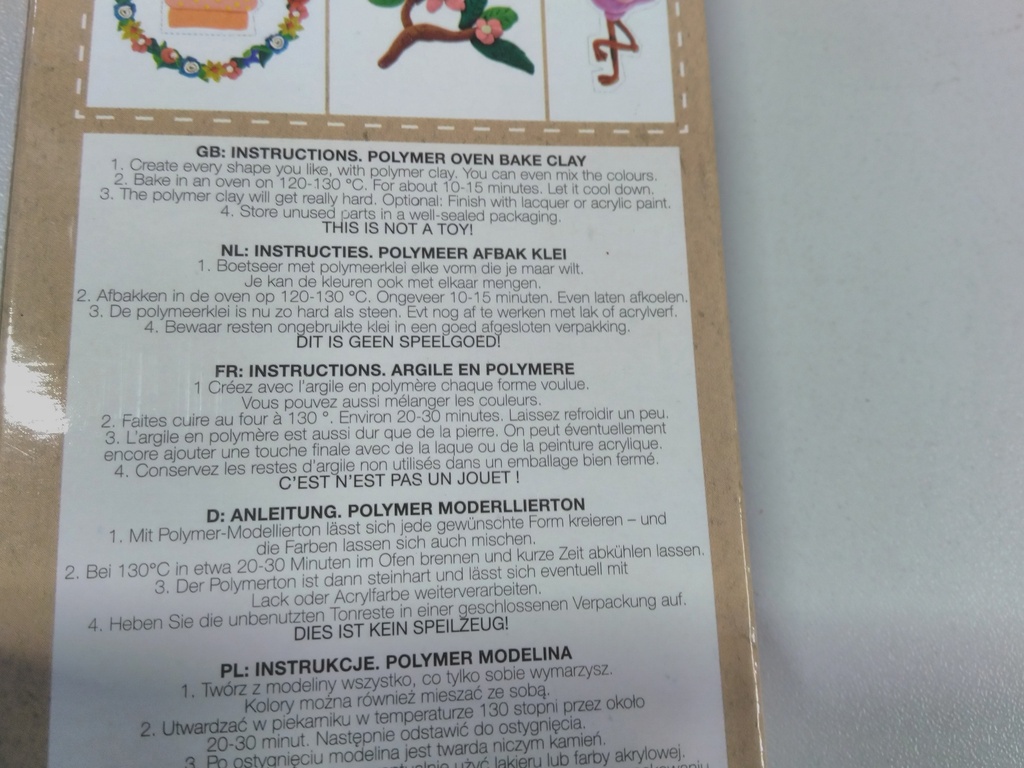 GB: INSTRUCTIONS. POLYMER OVEN BAKE CLAY
1. Create every shape you like, with polymer clay. You can even mix the colours.
2. Bake in an oven on 120-130 °C. For about 10-15 minutes. Let it cool down.
3. The polymer clay will get really hard. Optional: Finish with lacquer or acrylic paint.
4. Store unused parts in a well-sealed packaging.
THIS IS NOT A TOY!
NL: INSTRUCTIES. POLYMEER AFBAK KLEI
1. Boetseer met polymeerklei elke vorm die je maar wilt.
Je kan de kleuren ook met elkaar mengen.
2. Afbakken in de oven op 120-130 °C. Ongeveer 10-15 minuten. Even laten afkoelen.
3. De polymeerklei is nu zo hard als steen. Evt nog af te werken met lak of acrylverf.
4. Bewaar resten ongebruikte klei in een goed afgesloten verpakking.
DIT IS GEEN SPEELGOED!
FR: INSTRUCTIONS. ARGILE EN POLYMERE
1 Créez avec l'argile en polymère chaque forme voulue.
Vous pouvez aussi mélanger les couleurs.
2. Faites cuire au four à 130 °. Environ 20-30 minutes. Laissez refroidir un peu.
3. L'argile en polymère est aussi dur que de la pierre. On peut éventuellement
encore ajouter une touche finale avec de la laque ou de la peinture acrylique.
4. Conservez les restes d'argile non utilisés dans un emballage bien fermé.
C'EST N'EST PAS UN JOUET !
D: ANLEITUNG. POLYMER MODERLLIERTON
1. Mit Polymer-Modellierton lässt sich jede gewünschte Form kreieren – und
die Farben lassen sich auch mischen.
2. Bei 130°C in etwa 20-30 Minuten im Ofen brennen und kurze Zeit abkühlen lassen.
3. Der Polymerton ist dann steinhart und lässt sich eventuell mit
Lack oder Acrylfarbe weiterverarbeiten.
4. Heben Sie die unbenutzten Tonreste in einer geschlossenen Verpackung auf.
DIES IST KEIN SPEILZEUG!
PL: INSTRUKCJE. POLYMER MODELINA
1. Twórz z modeliny wszystko, co tylko sobie wymarzysz.
Kolory można również mieszać ze sobą.
2. Utwardzać w piekarniku w temperaturze 130 stopni przez około
20-30 minut. Następnie odstawić do ostygnięcia.
3. Po ostygnięciu modelina jest twarda niczym kamień.
użyć lakieru lub farby akrylowej.